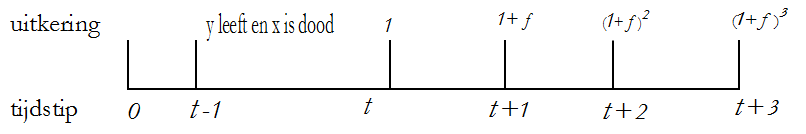 uitkering y leeft en x is dood 1 1+f (1+f)² (1+f)³
tijdstip 0 t-1 t t+1 t+2 t+3